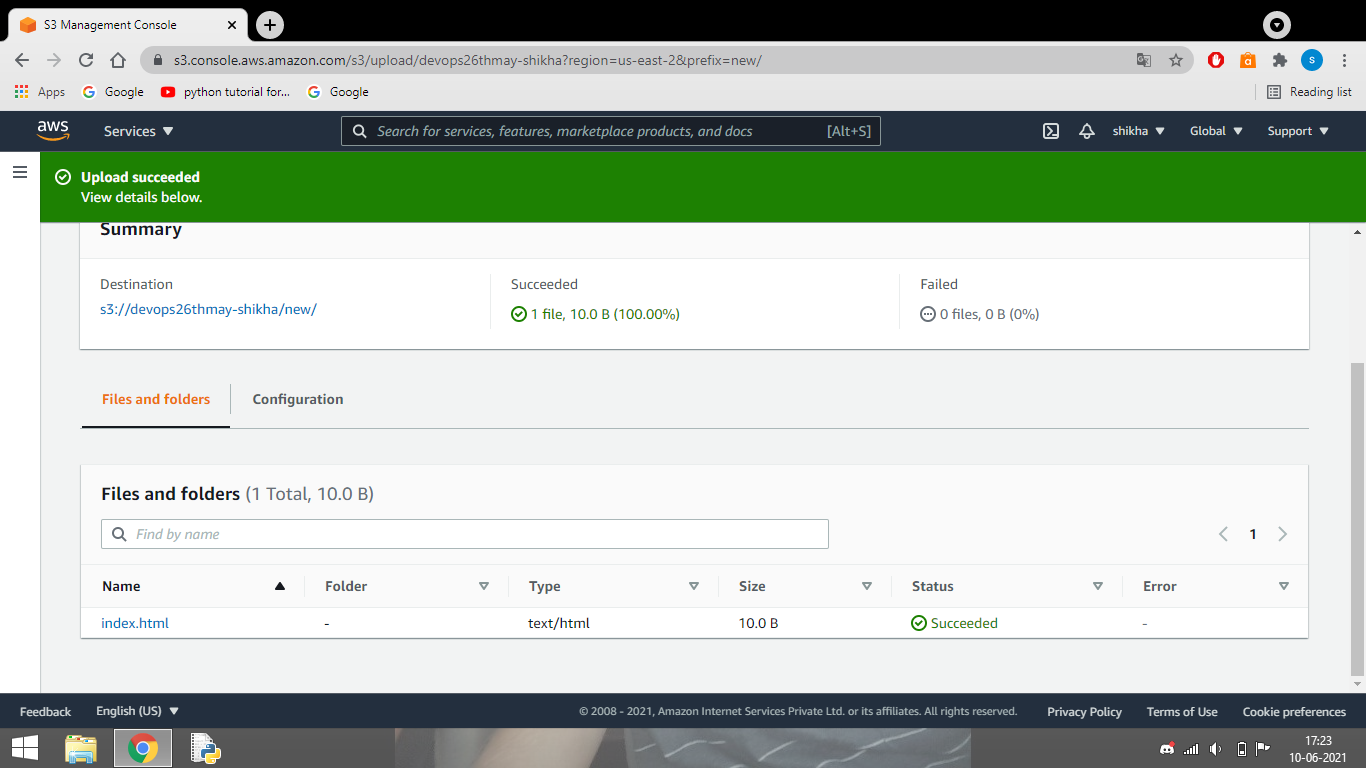 S3 Management Console
s3.console.aws.amazon.com/s3/upload/devops26thmay-shikha?region=us-east-2&prefix=new/
S
Apps Google python tutorial for... Google Reading list
aws Services Search for services, features, marketplace products, and docs [Alt+S] shikha Global Support
Upload succeeded
View details below.
Summary
Destination Succeeded Failed
s3://devops26thmay-shikha/new/ 1 file, 10.0 B (100.00%) 0 files, 0 B (0%)
Files and folders Configuration
Files and folders (1 Total, 10.0 B)
Find by name 1
Name Folder Type Size Status Error
index.html - text/html 10.0 B Succeeded -
Feedback English (US) © 2008 - 2021, Amazon Internet Services Private Ltd. or its affiliates. All rights reserved. Privacy Policy Terms of Use Cookie preferences
17:23
10-06-2021